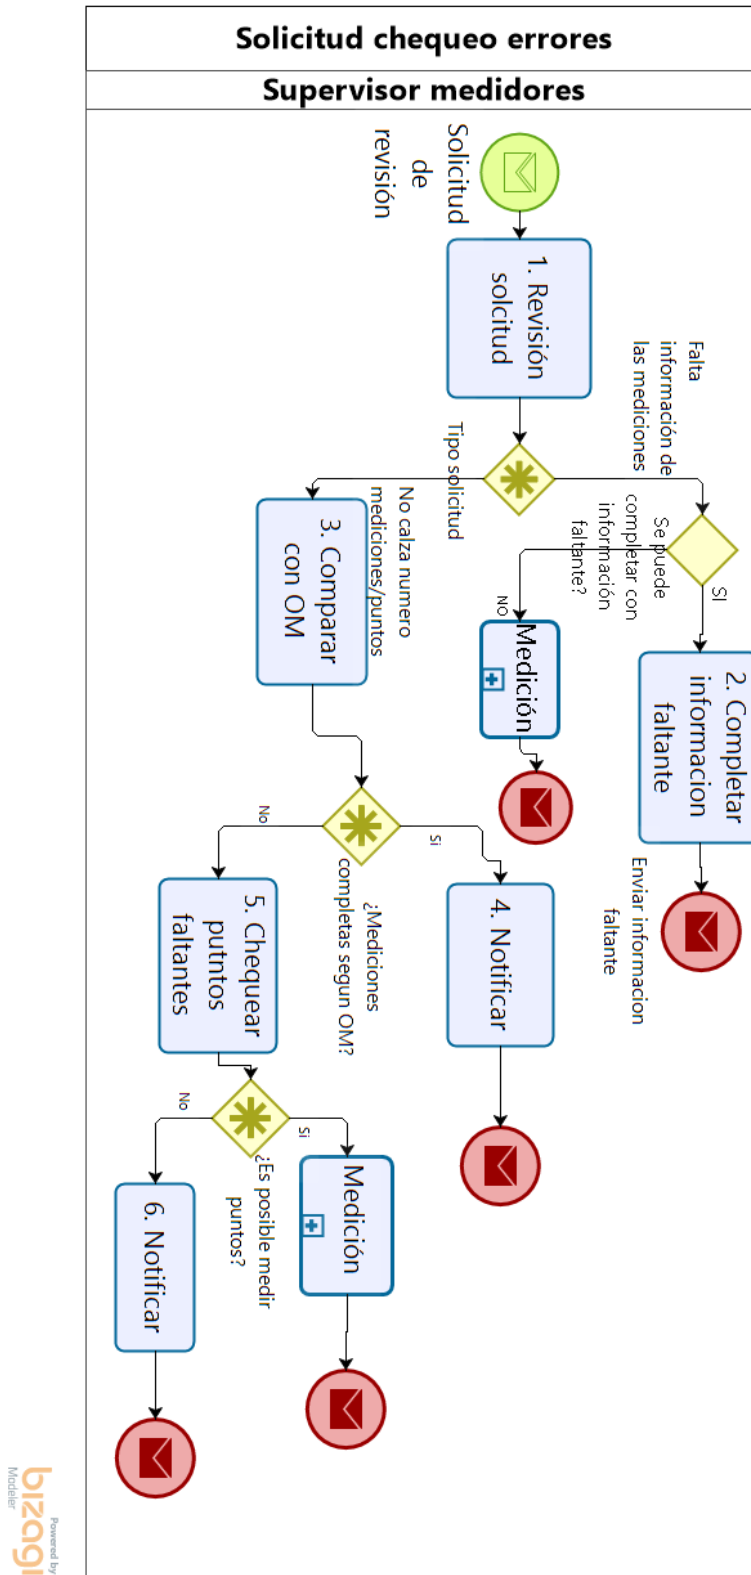 Solicitud chequeo errores
Supervisor medidores
Solicitud
de
revisión
1. Revisión
solcitud
Falta
información de
las mediciones
Tipo solicitud
Se puede
completar con
información
faltante?
SI
NO
No calza numero
mediciones/puntos
3. Comparar
con OM
Medición
2. Completar
informacion
faltante
Enviar informacion
faltante
¿Mediciones
completas segun OM?
Si
No
4. Notificar
5. Chequear
putntos
faltantes
¿Es posible medir
puntos?
Si
No
Medición
6. Notificar
Powered by
bizagi
Modeler